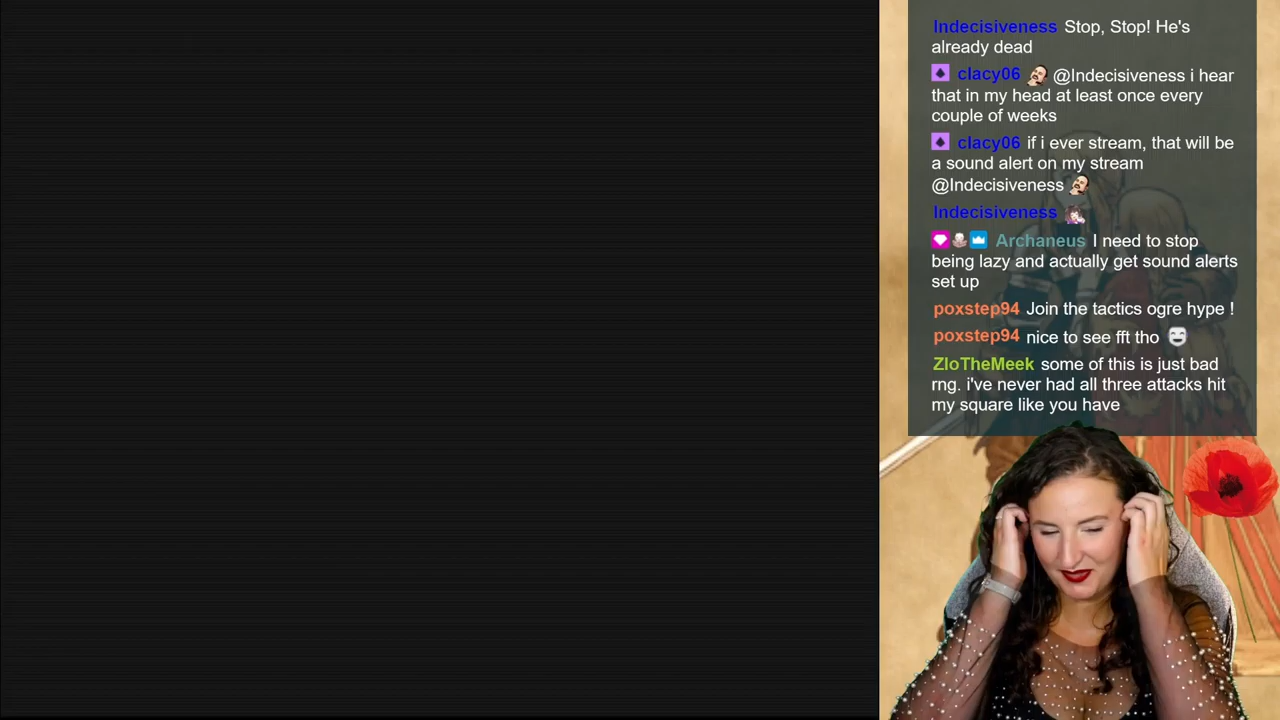 Indecisiveness Stop, Stop! He's
already dead
clacy06 @Indecisiveness i hear
that in my head at least once every
couple of weeks
clacy06 if i ever stream, that will be
a sound alert on my stream
@Indecisiveness
Indecisiveness
Archaneus I need to stop
being lazy and actually get sound alerts
set up
poxstep94 Join the tactics ogre hype !
poxstep94 nice to see fft tho
ZloTheMeek some of this is just bad
rng. i've never had all three attacks hit
my square like you have